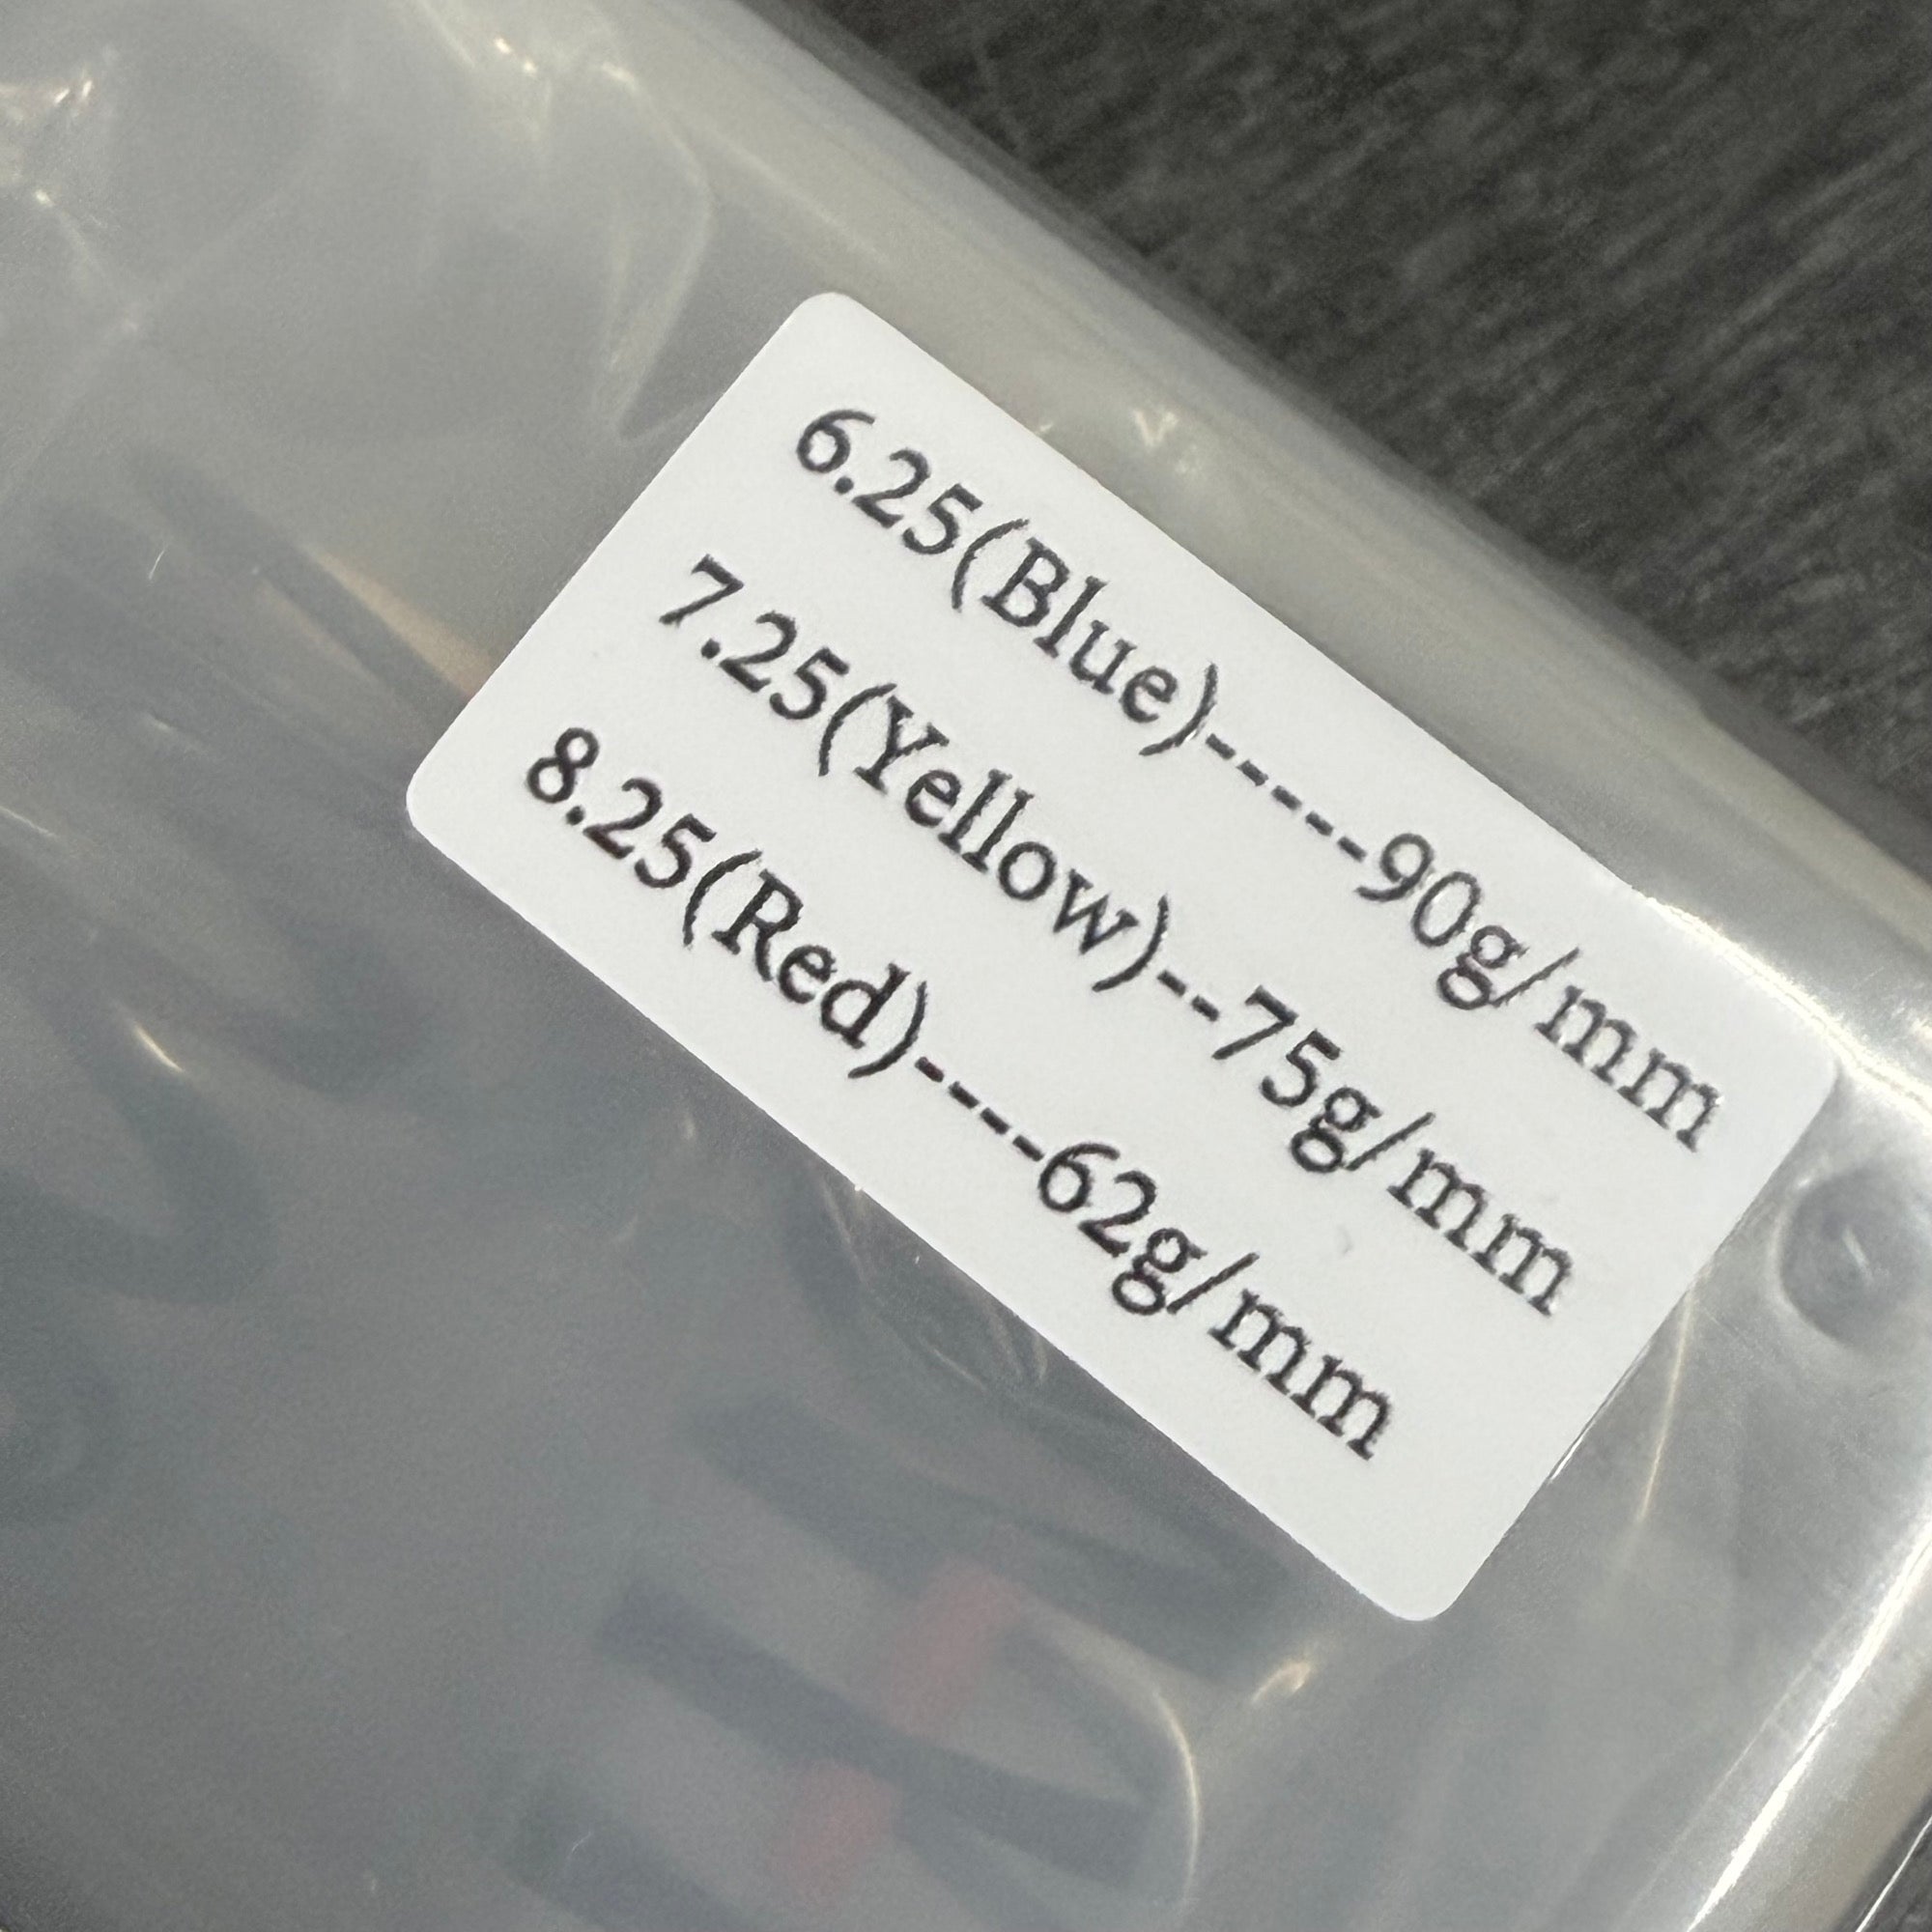 6.25(Blue)-----90g/mm
7.25(Yellow)--75g/mm
8.25(Red)----62g/mm